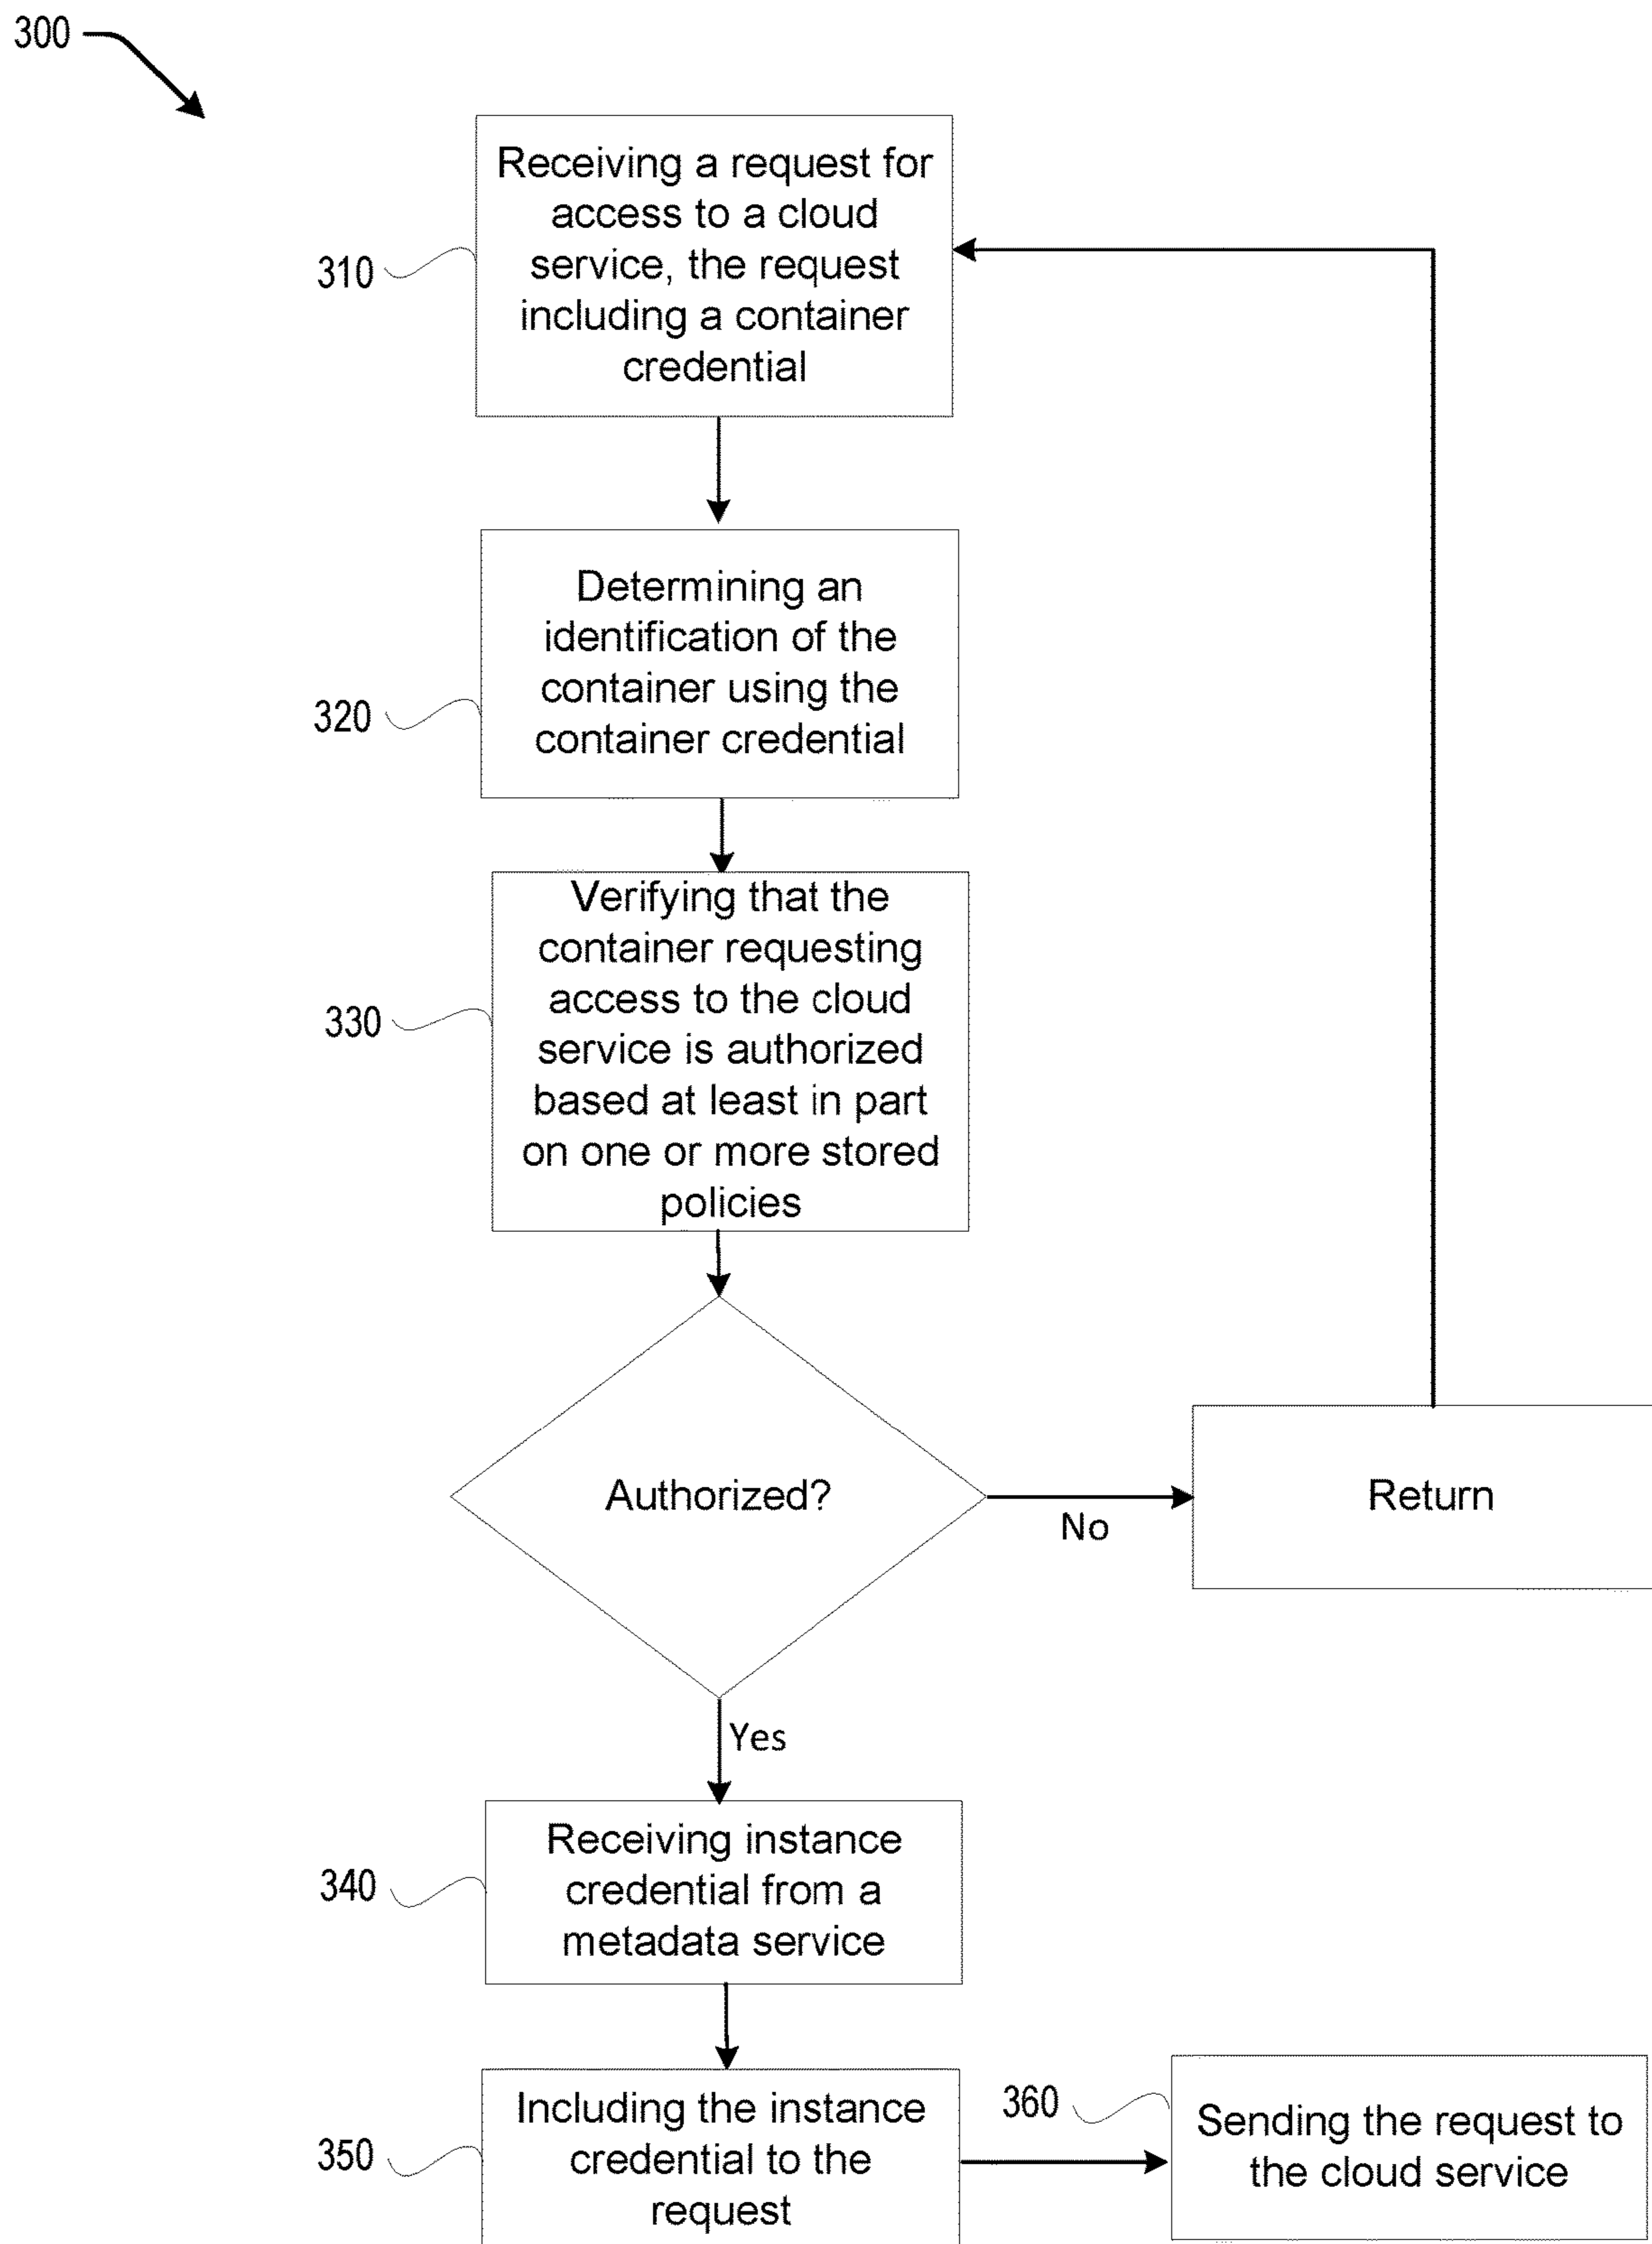 300
Receiving a request for
access to a cloud
service, the request
including a container
credential
310
Determining an
identification of the
container using the
container credential
320
Verifying that the
container requesting
access to the cloud
service is authorized
based at least in part
on one or more stored
policies
330
Authorized?
No
Return
Yes
Receiving instance
credential from a
metadata service
340
Including the instance
credential to the
request
350
360
Sending the request to
the cloud service